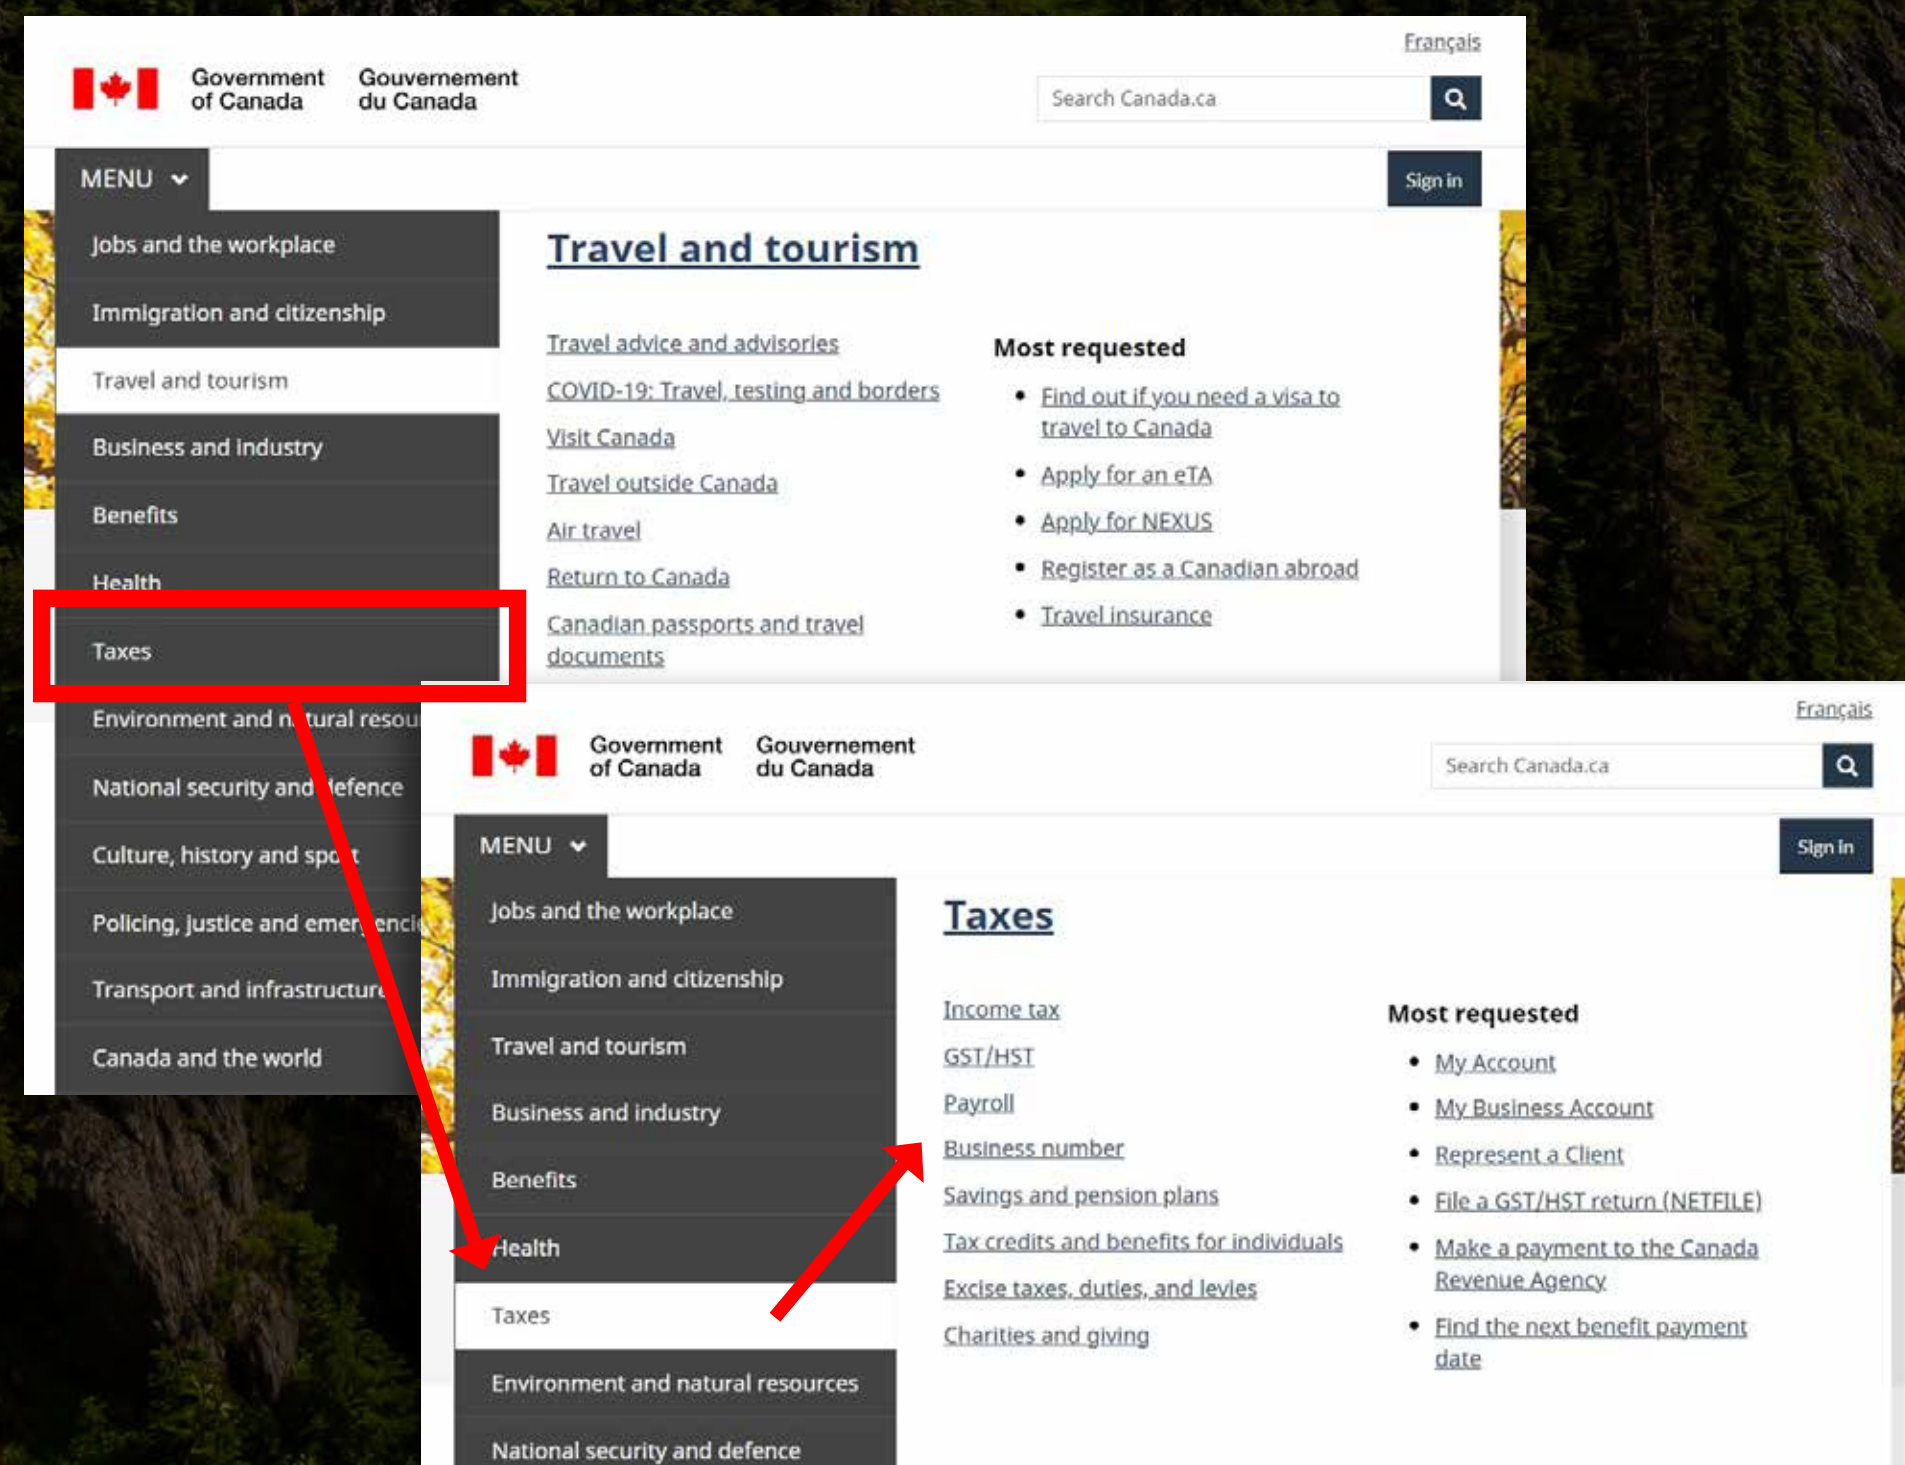 Français
Government
of Canada
Gouvernement
du Canada
Search Canada.ca
MENU
Sign in
Jobs and the workplace
Immigration and citizenship
Travel and tourism
Business and industry
Benefits
Health
Taxes
Environment and natural resou
National security and defence
Culture, history and sport
Policing, justice and emergencie
Transport and infrastructure
Canada and the world
Travel and tourism
Travel advice and advisories
COVID-19: Travel, testing and borders
Visit Canada
Travel outside Canada
Air travel
Return to Canada
Canadian passports and travel
documents
Most requested
Find out if you need a visa to
travel to Canada
Apply for an eTA
Apply for NEXUS
Register as a Canadian abroad
Travel insurance
Français
Government
of Canada
Gouvernement
du Canada
Search Canada.ca
MENU
Sign in
Jobs and the workplace
Immigration and citizenship
Travel and tourism
Business and industry
Benefits
Health
Taxes
Environment and natural resources
National security and defence
Taxes
Income tax
GST/HST
Payroll
Business number
Savings and pension plans
Tax credits and benefits for individuals
Excise taxes, duties, and levies
Charities and giving
Most requested
My Account
My Business Account
Represent a Client
File a GST/HST return (NETFILE)
Make a payment to the Canada
Revenue Agency
Find the next benefit payment
date